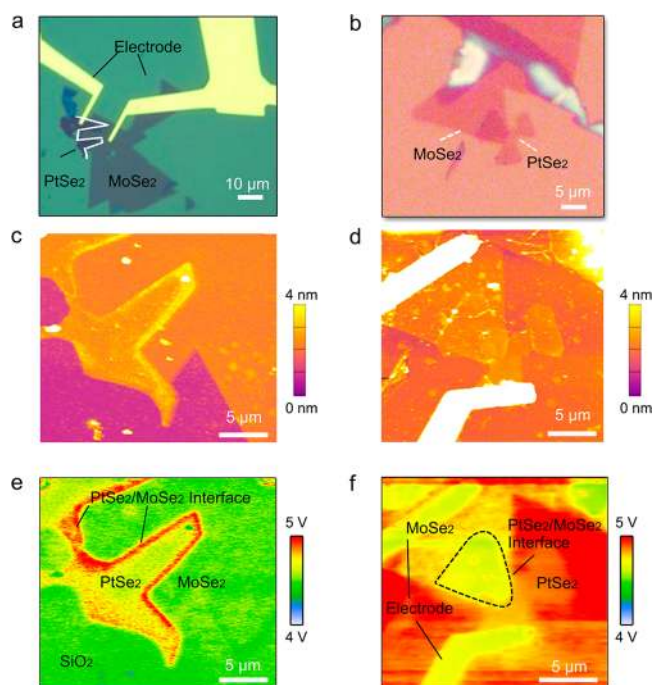 a
Electrode
PtSe₂
MoSe₂
10 µm
b
MoSe₂
PtSe₂
5 µm
c
4 nm
0 nm
5 µm
d
4 nm
0 nm
5 µm
e
PtSe₂/MoSe₂ Interface
PtSe₂
MoSe₂
SiO₂
5 µm
5 V
4 V
f
MoSe₂
PtSe₂/MoSe₂
Interface
PtSe₂
Electrode
5 µm
5 V
4 V